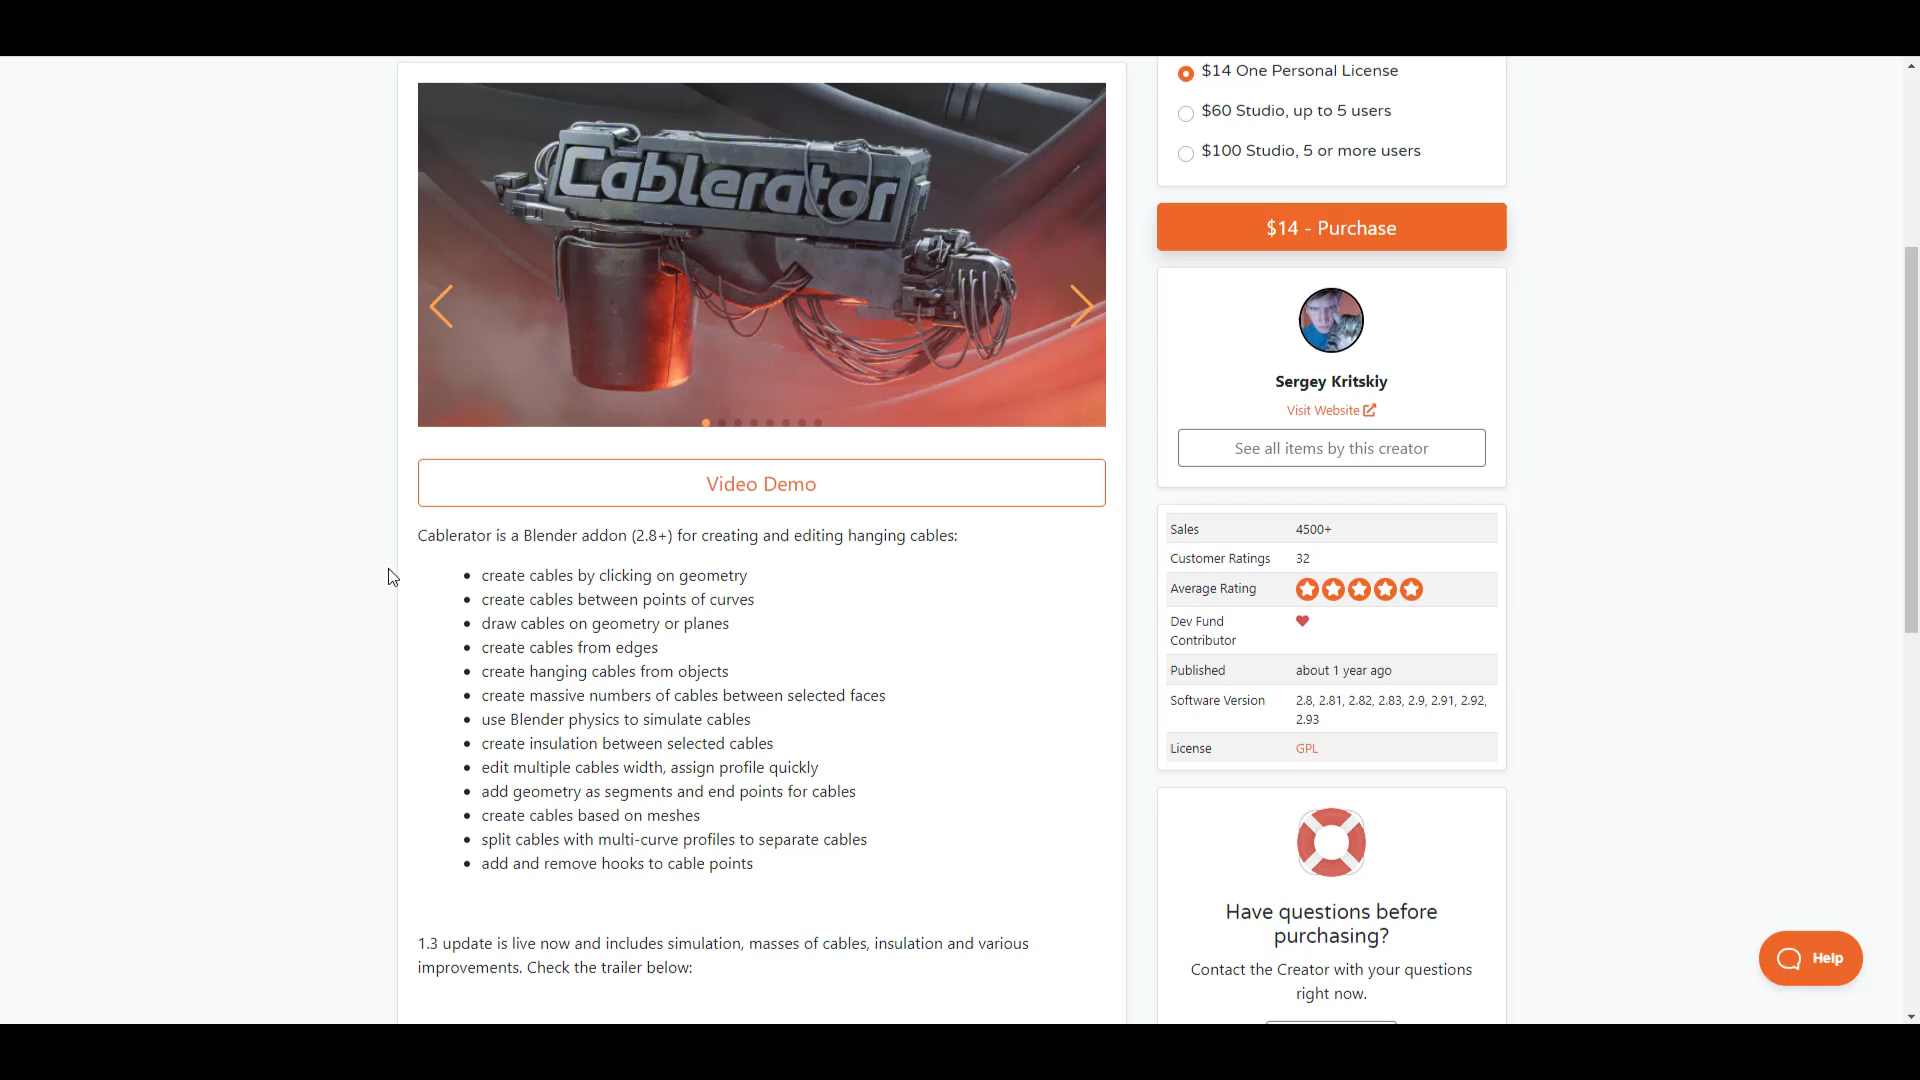 Cablerator
Video Demo
Cablerator is a Blender addon (2.8+) for creating and editing hanging cables:
create cables by clicking on geometry
create cables between points of curves
draw cables on geometry or planes
create cables from edges
create hanging cables from objects
create massive numbers of cables between selected faces
use Blender physics to simulate cables
create insulation between selected cables
edit multiple cables width, assign profile quickly
add geometry as segments and end points for cables
create cables based on meshes
split cables with multi-curve profiles to separate cables
add and remove hooks to cable points
1.3 update is live now and includes simulation, masses of cables, insulation and various
improvements. Check the trailer below:
$14 One Personal License
$60 Studio, up to 5 users
$100 Studio, 5 or more users
$14 - Purchase
Sergey Kritskiy
Visit Website
See all items by this creator
Sales 4500+
Customer Ratings 32
Average Rating
Dev Fund
Contributor
Published about 1 year ago
Software Version 2.8, 2.81, 2.82, 2.83, 2.9, 2.91, 2.92,
2.93
License GPL
Have questions before
purchasing?
Contact the Creator with your questions
right now.
Help